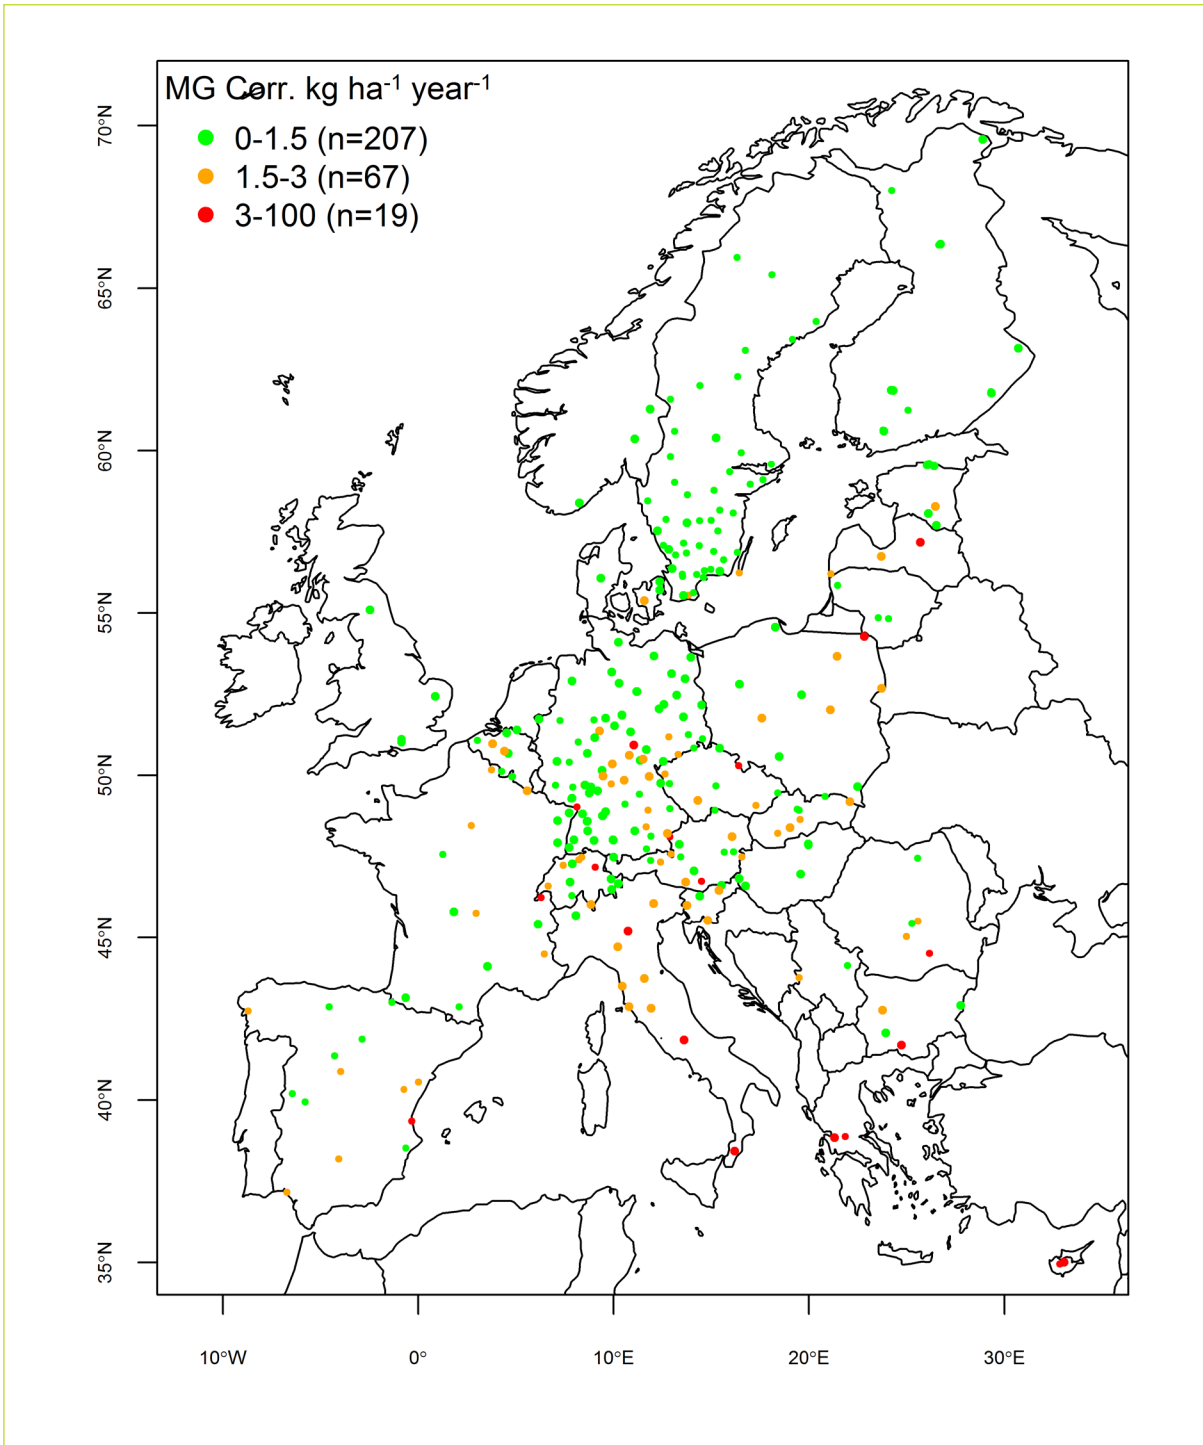 MG Corr. kg ha⁻¹ year⁻¹
0-1.5 (n=207)
1.5-3 (n=67)
3-100 (n=19)
70°N
65°N
60°N
55°N
50°N
45°N
40°N
35°N
10°W 0° 10°E 20°E 30°E